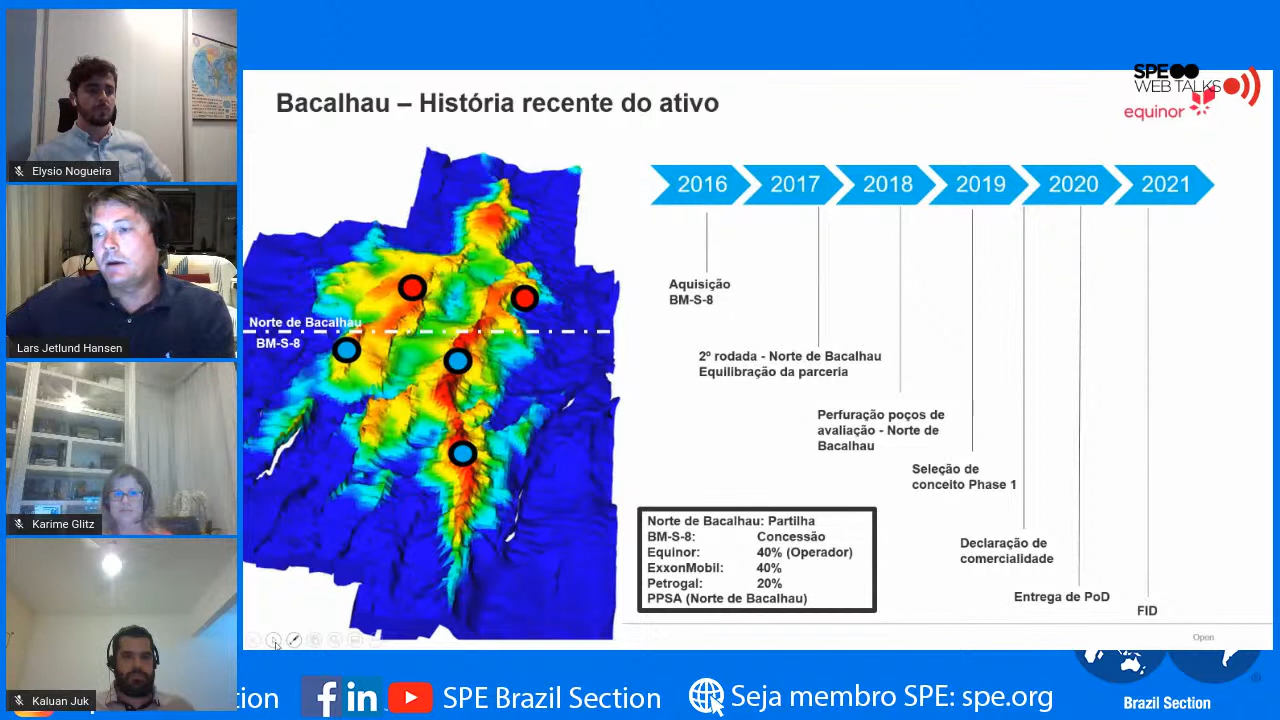 Elysio Nogueira
Lars Jetlund Hansen
Karime Glitz
Kaluan Juk
SPE
WEB TALKS
equinor
Bacalhau – História recente do ativo
2016
2017
2018
2019
2020
2021
Norte de Bacalhau
BM-S-8
Aquisição
BM-S-8
2º rodada - Norte de Bacalhau
Equilibração da parceria
Perfuração poços de
avaliação - Norte de
Bacalhau
Seleção de
conceito Phase 1
Declaração de
comercialidade
Entrega de PoD
FID
Norte de Bacalhau: Partilha
BM-S-8: Concessão
Equinor: 40% (Operador)
ExxonMobil: 40%
Petrogal: 20%
PPSA (Norte de Bacalhau)
Open
tion
SPE Brazil Section
Seja membro SPE: spe.org
Brazil Section